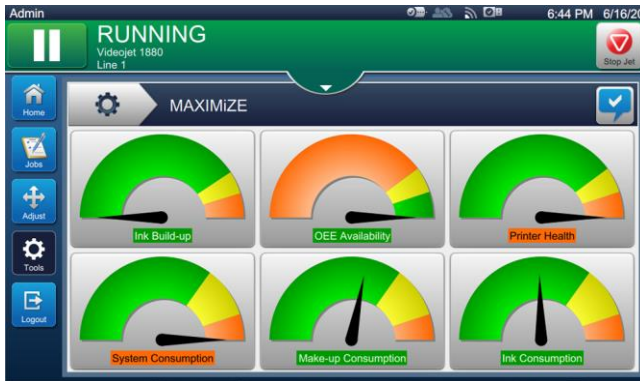 Admin
6:44 PM 6/16/20
RUNNING
Videojet 1880
Line 1
Stop Jet
Home
MAXIMiZE
Jobs
Adjust
Tools
Logout
Ink Build-up
OEE Availability
Printer Health
System Consumption
Make-up Consumption
Ink Consumption